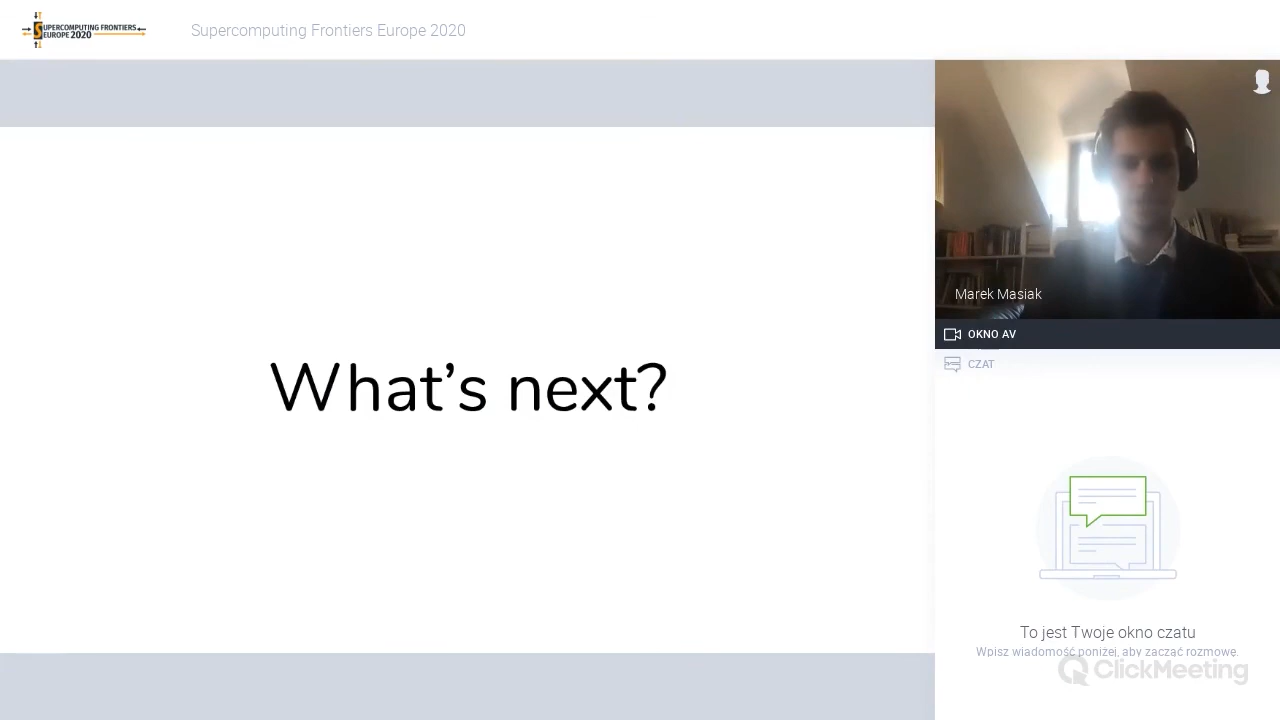 SUPERCOMPUTING FRONTIERS
EUROPE 2020
Supercomputing Frontiers Europe 2020
What's next?
Marek Masiak
OKNO AV
CZAT
To jest Twoje okno czatu
Wpisz wiadomość poniżej, aby zacząć rozmowę.
ClickMeeting